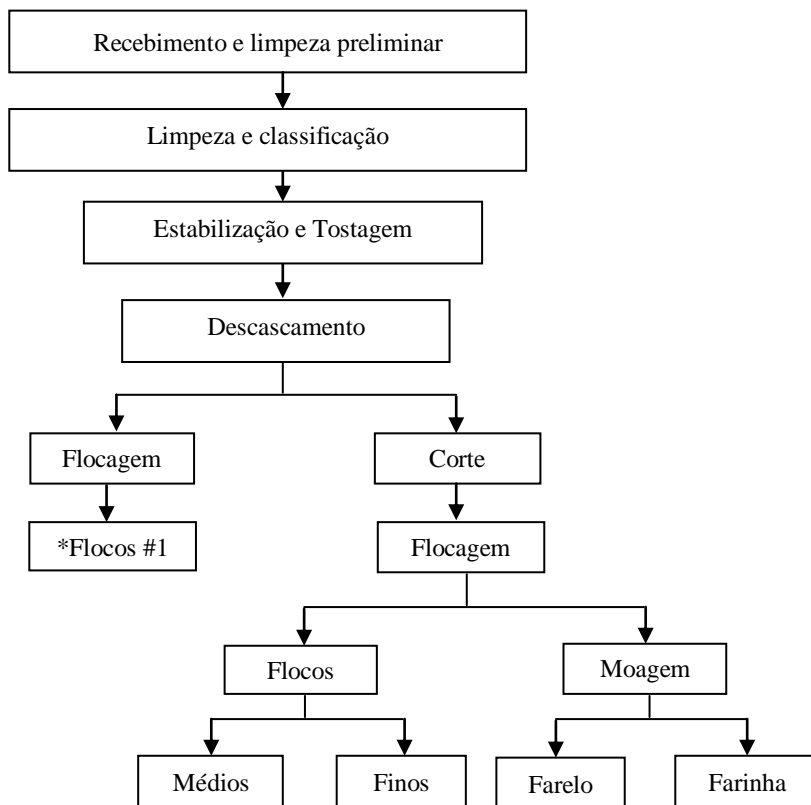 Recebimento e limpeza preliminar
Limpeza e classificação
Estabilização e Tostagem
Descascamento
Flocagem
Corte
*Flocos #1
Flocagem
Flocos
Moagem
Médios
Finos
Farelo
Farinha